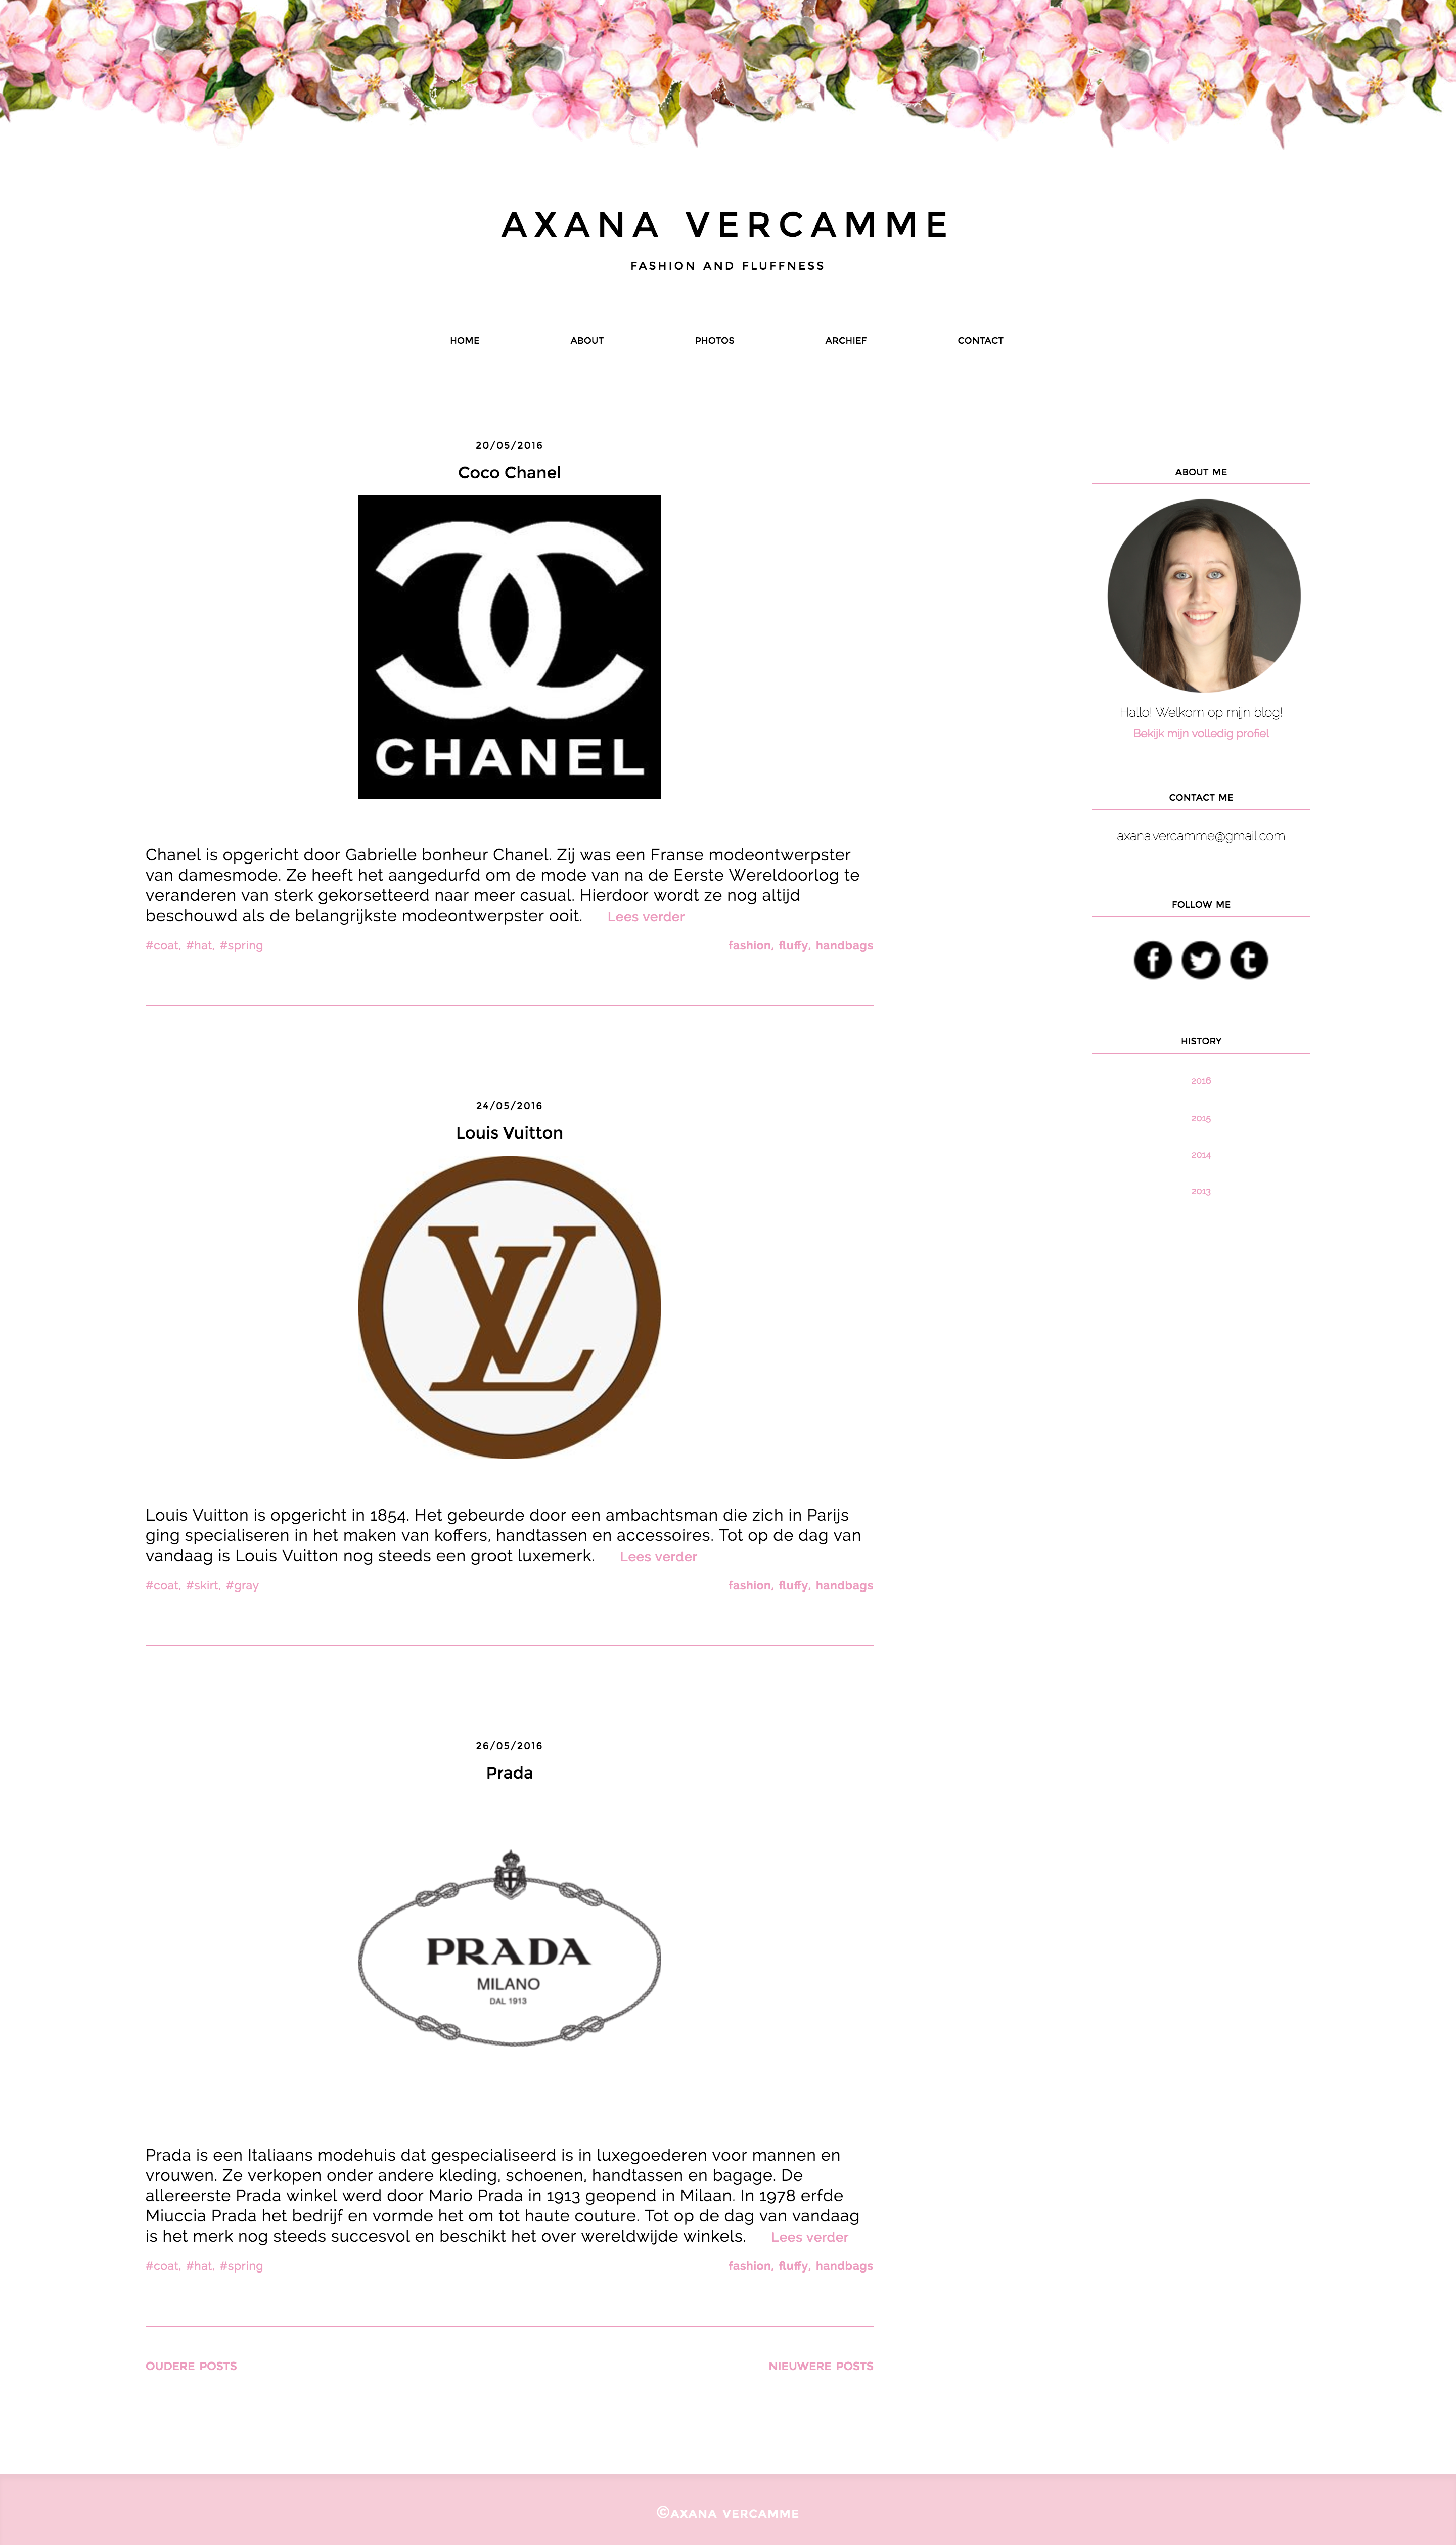 AXANA VERCAMME
FASHION AND FLUFFNESS
HOME ABOUT PHOTOS ARCHIEF CONTACT
20/05/2016
Coco Chanel
CHANEL
Chanel is opgericht door Gabrielle bonheur Chanel. Zij was een Franse modeontwerpster
van damesmode. Ze heeft het aangedurfd om de mode van na de Eerste Wereldoorlog te
veranderen van sterk gekorsetteerd naar meer casual. Hierdoor wordt ze nog altijd
beschouwd als de belangrijkste modeontwerpster ooit. Lees verder
#coat, #hat, #spring fashion, fluffy, handbags
24/05/2016
Louis Vuitton
LV
Louis Vuitton is opgericht in 1854. Het gebeurde door een ambachtsman die zich in Parijs
ging specialiseren in het maken van koffers, handtassen en accessoires. Tot op de dag van
vandaag is Louis Vuitton nog steeds een groot luxemerk. Lees verder
#coat, #skirt, #gray fashion, fluffy, handbags
26/05/2016
Prada
PRADA
MILANO
DAL 1913
Prada is een Italiaans modehuis dat gespecialiseerd is in luxegoederen voor mannen en
vrouwen. Ze verkopen onder andere kleding, schoenen, handtassen en bagage. De
allereerste Prada winkel werd door Mario Prada in 1913 geopend in Milaan. In 1978 erfde
Miuccia Prada het bedrijf en vormde het om tot haute couture. Tot op de dag van vandaag
is het merk nog steeds succesvol en beschikt het over wereldwijde winkels. Lees verder
#coat, #hat, #spring fashion, fluffy, handbags
OUDERE POSTS NIEUWERE POSTS
ABOUT ME
Hallo! Welkom op mijn blog!
Bekijk mijn volledig profiel
CONTACT ME
axana.vercamme@gmail.com
FOLLOW ME
HISTORY
2016
2015
2014
2013
©AXANA VERCAMME